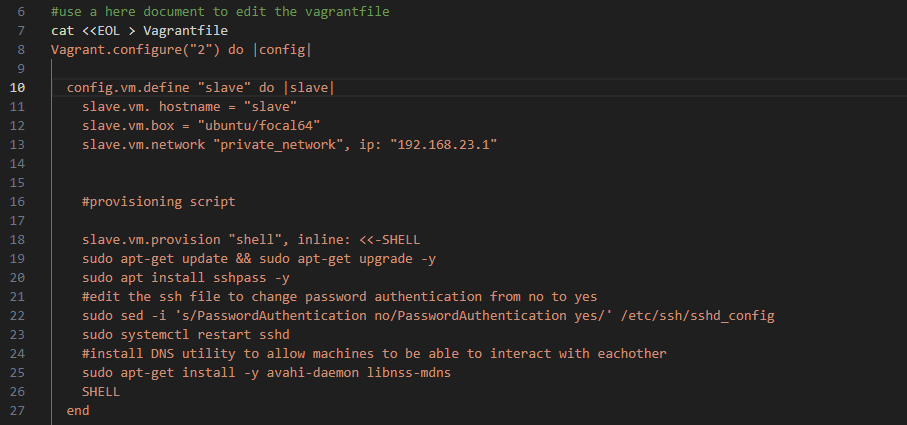 6 #use a here document to edit the vagrantfile
7 cat <<EOL > Vagrantfile
8 Vagrant.configure("2") do |config|
9
10 config.vm.define "slave" do |slave|
11 slave.vm. hostname = "slave"
12 slave.vm.box = "ubuntu/focal64"
13 slave.vm.network "private_network", ip: "192.168.23.1"
14
15
16 #provisioning script
17
18 slave.vm.provision "shell", inline: <<-SHELL
19 sudo apt-get update && sudo apt-get upgrade -y
20 sudo apt install sshpass -y
21 #edit the ssh file to change password authentication from no to yes
22 sudo sed -i 's/PasswordAuthentication no/PasswordAuthentication yes/' /etc/ssh/sshd_config
23 sudo systemctl restart sshd
24 #install DNS utility to allow machines to be able to interact with eachother
25 sudo apt-get install -y avahi-daemon libnss-mdns
26 SHELL
27 end